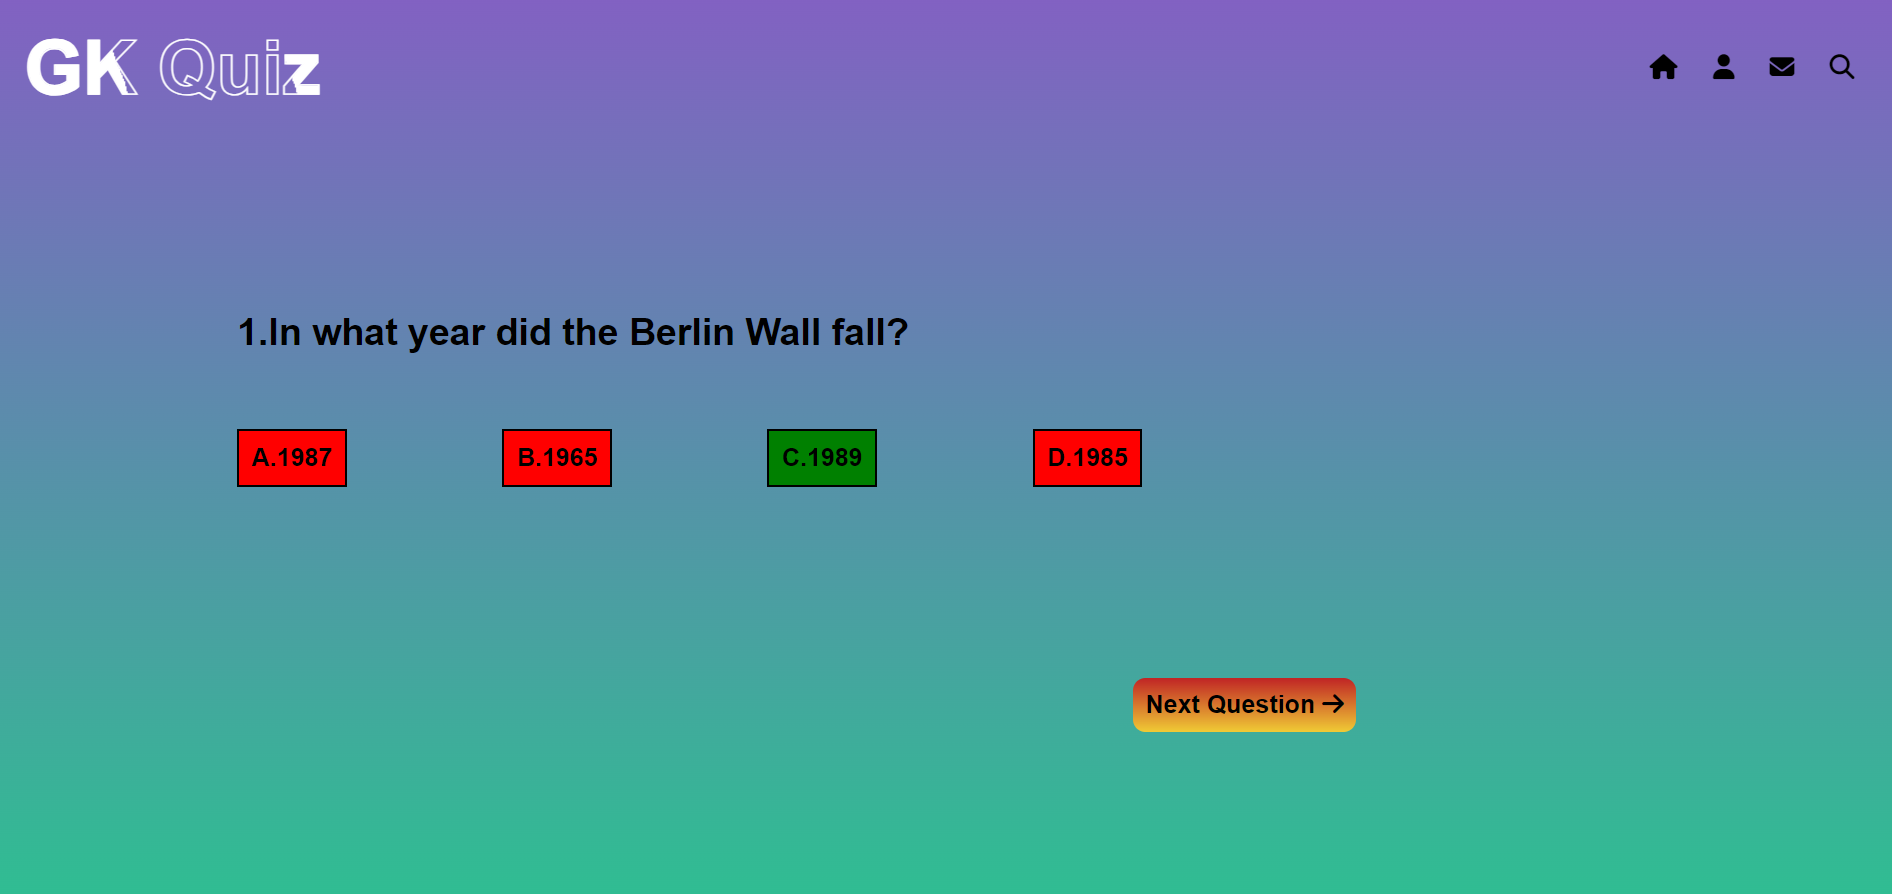 GK Quiz
1.In what year did the Berlin Wall fall?
A.1987 B.1965 C.1989 D.1985
Next Question →